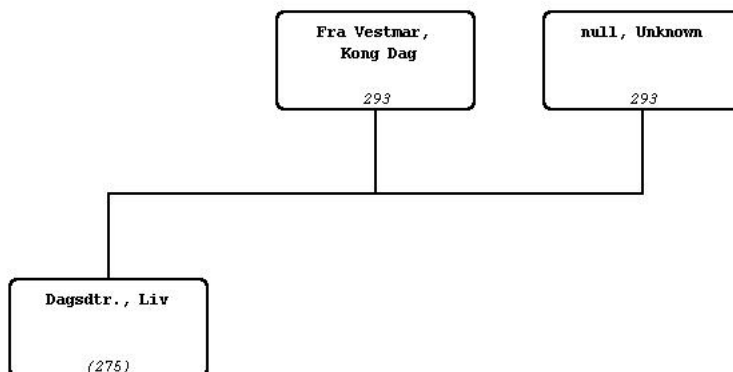 Fra Vestmar,
Kong Dag
293
null, Unknown
293
Dagsdtr., Liv
(275)